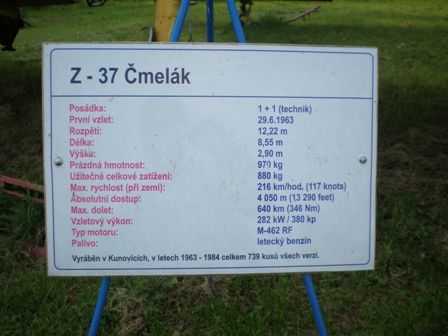 Z - 37 Čmelák
Posádka: 1 + 1 (technik)
První vzlet: 29.6.1963
Rozpětí: 12,22 m
Délka: 8,55 m
Výška: 2,90 m
Prázdná hmotnost: 970 kg
Užitečné celkové zatížení: 880 kg
Max. rychlost (při zemi): 216 km/hod. (117 knots)
Absolutní dostup: 4 050 m (13 290 feet)
Max. dolet: 640 km (346 Nm)
Vzletový výkon: 282 kW / 380 kp
Typ motoru: M-462 RF
Palivo: letecký benzín
Vyráběn v Kunovicích, v letech 1963 - 1984 celkem 739 kusů všech verzí.